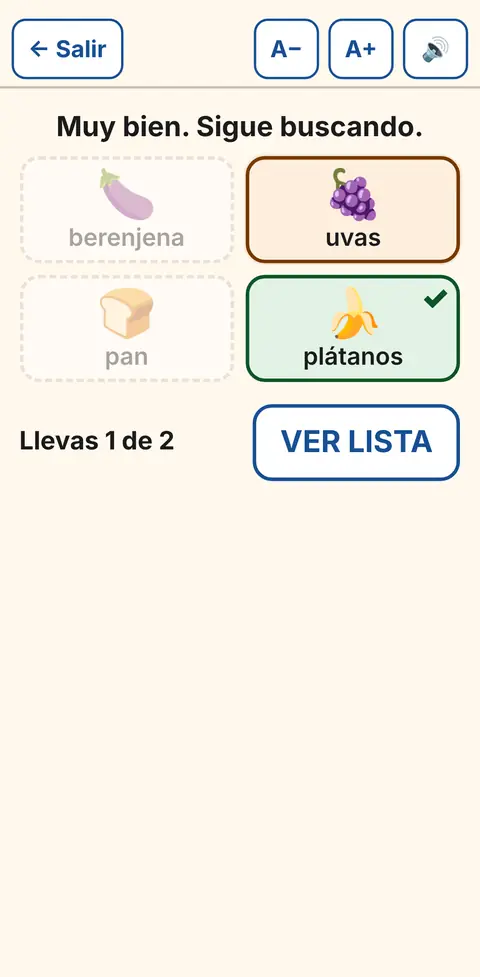 ← Salir
A−
A+
Muy bien. Sigue buscando.
berenjena
uvas
pan
plátanos
Llevas 1 de 2
VER LISTA